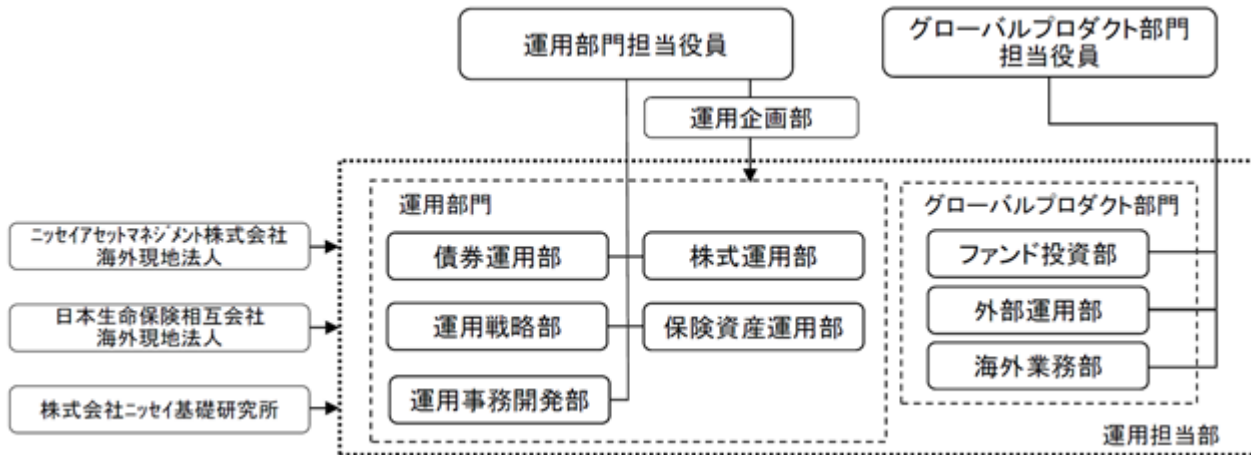 運用部門担当役員
グローバルプロダクト部門
担当役員
運用企画部
運用部門
グローバルプロダクト部門
ニッセイアセットマネジメント株式会社
海外現地法人
債券運用部
株式運用部
ファンド投資部
日本生命保険相互会社
海外現地法人
運用戦略部
保険資産運用部
外部運用部
海外業務部
株式会社ニッセイ基礎研究所
運用事務開発部
運用担当部